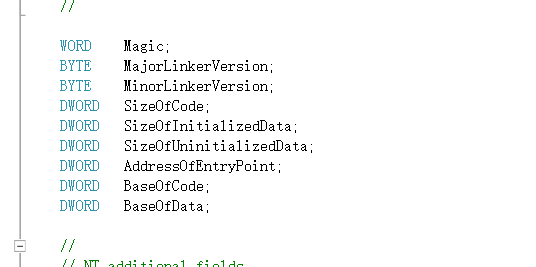 //
WORD Magic;
BYTE MajorLinkerVersion;
BYTE MinorLinkerVersion;
DWORD SizeOfCode;
DWORD SizeOfInitializedData;
DWORD SizeOfUninitializedData;
DWORD AddressOfEntryPoint;
DWORD BaseOfCode;
DWORD BaseOfData;
//
// NT additional fields